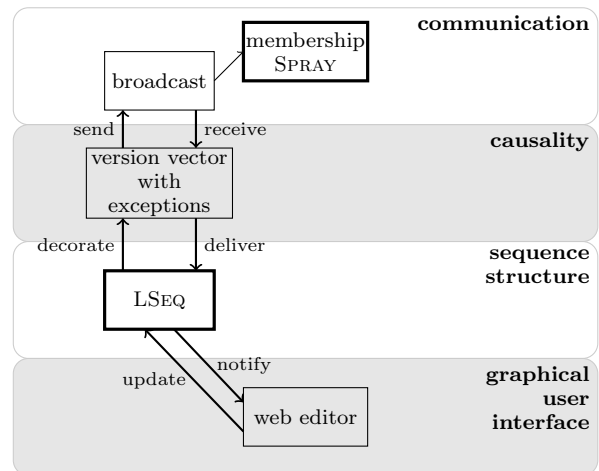 communication
membership
SPRAY
broadcast
send
receive
causality
version vector
with
exceptions
decorate
deliver
sequence
structure
LSEQ
notify
update
graphical
user
interface
web editor